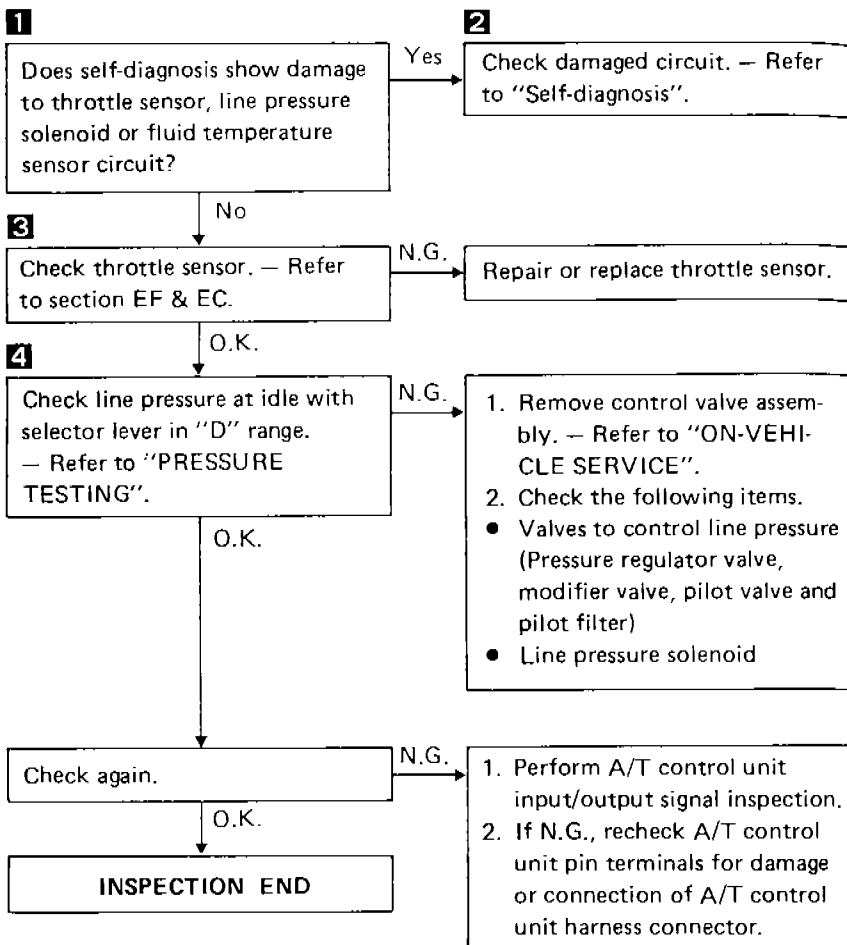 1
Does self-diagnosis show damage
to throttle sensor, line pressure
solenoid or fluid temperature
sensor circuit?
Yes
2
Check damaged circuit. — Refer
to "Self-diagnosis".
No
3
Check throttle sensor. — Refer
to section EF & EC.
N.G.
Repair or replace throttle sensor.
O.K.
4
Check line pressure at idle with
selector lever in "D" range.
— Refer to "PRESSURE
TESTING".
N.G.
1. Remove control valve assem-
bly. — Refer to "ON-VEHI-
CLE SERVICE".
2. Check the following items.
● Valves to control line pressure
(Pressure regulator valve,
modifier valve, pilot valve and
pilot filter)
● Line pressure solenoid
O.K.
Check again.
N.G.
1. Perform A/T control unit
input/output signal inspection.
2. If N.G., recheck A/T control
unit pin terminals for damage
or connection of A/T control
unit harness connector.
O.K.
INSPECTION END